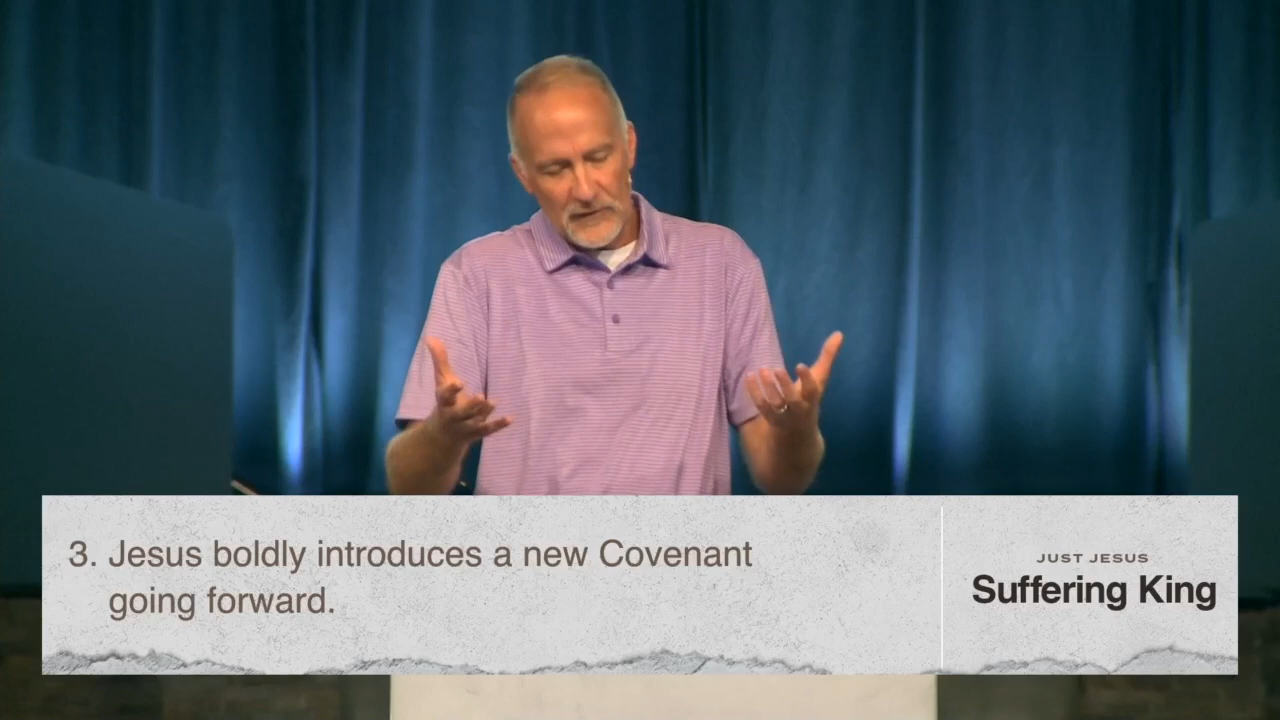 3. Jesus boldly introduces a new Covenant
going forward.
JUST JESUS
Suffering King